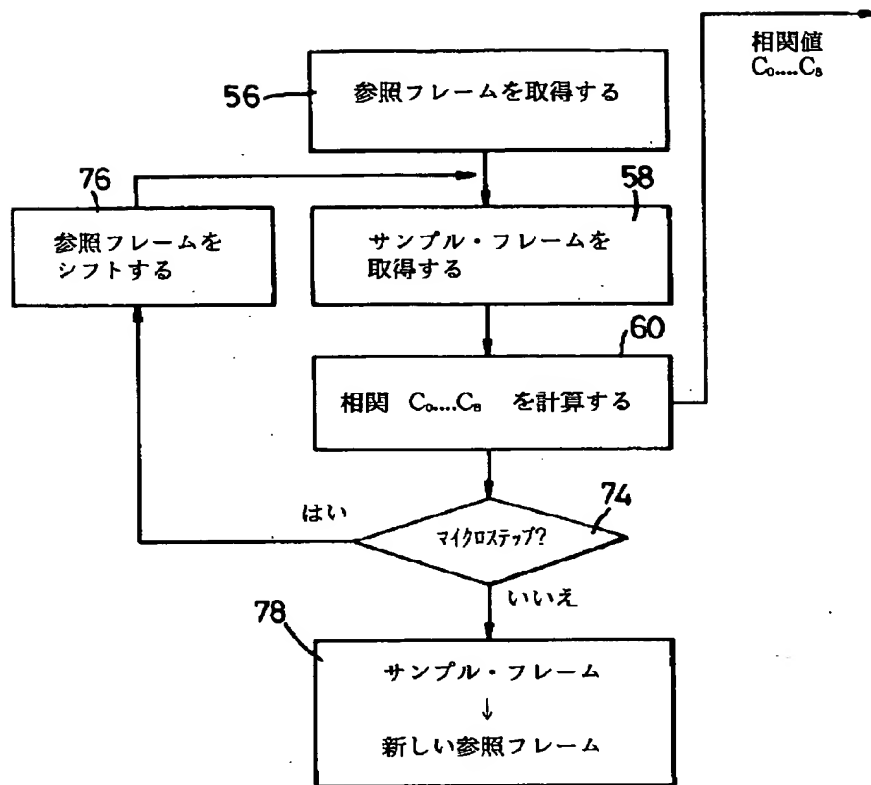 相関値
C₀....C₈
56
参照フレームを取得する
76
58
参照フレームを
シフトする
サンプル・フレームを
取得する
60
相関 C₀....C₈ を計算する
74
はい
マイクロステップ?
いいえ
78
サンプル・フレーム
↓
新しい参照フレーム